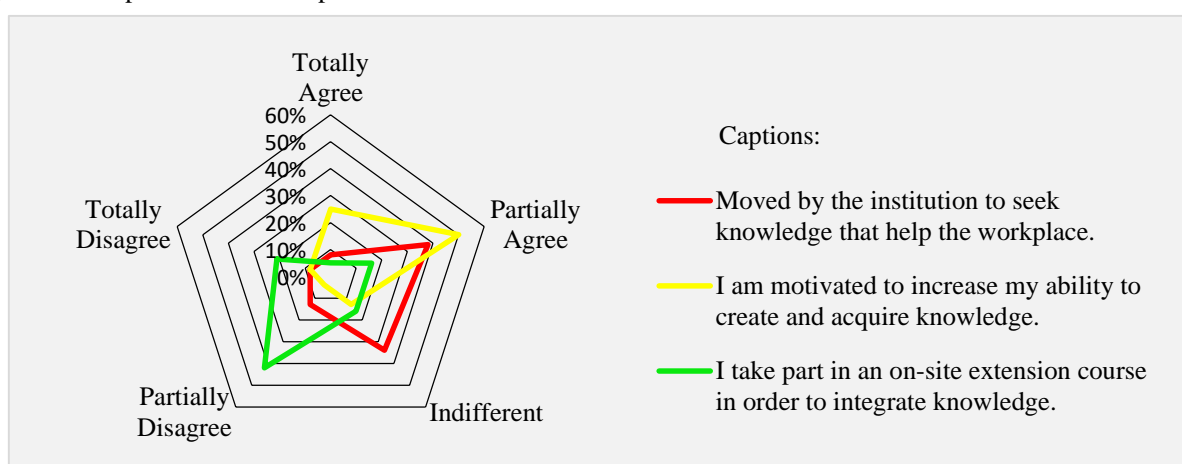 Totally
Agree
60%
50%
40%
30%
20%
10%
0%
Totally
Disagree
Partially
Agree
Partially
Disagree
Indifferent
Captions:
Moved by the institution to seek
knowledge that help the workplace.
I am motivated to increase my ability to
create and acquire knowledge.
I take part in an on-site extension course
in order to integrate knowledge.